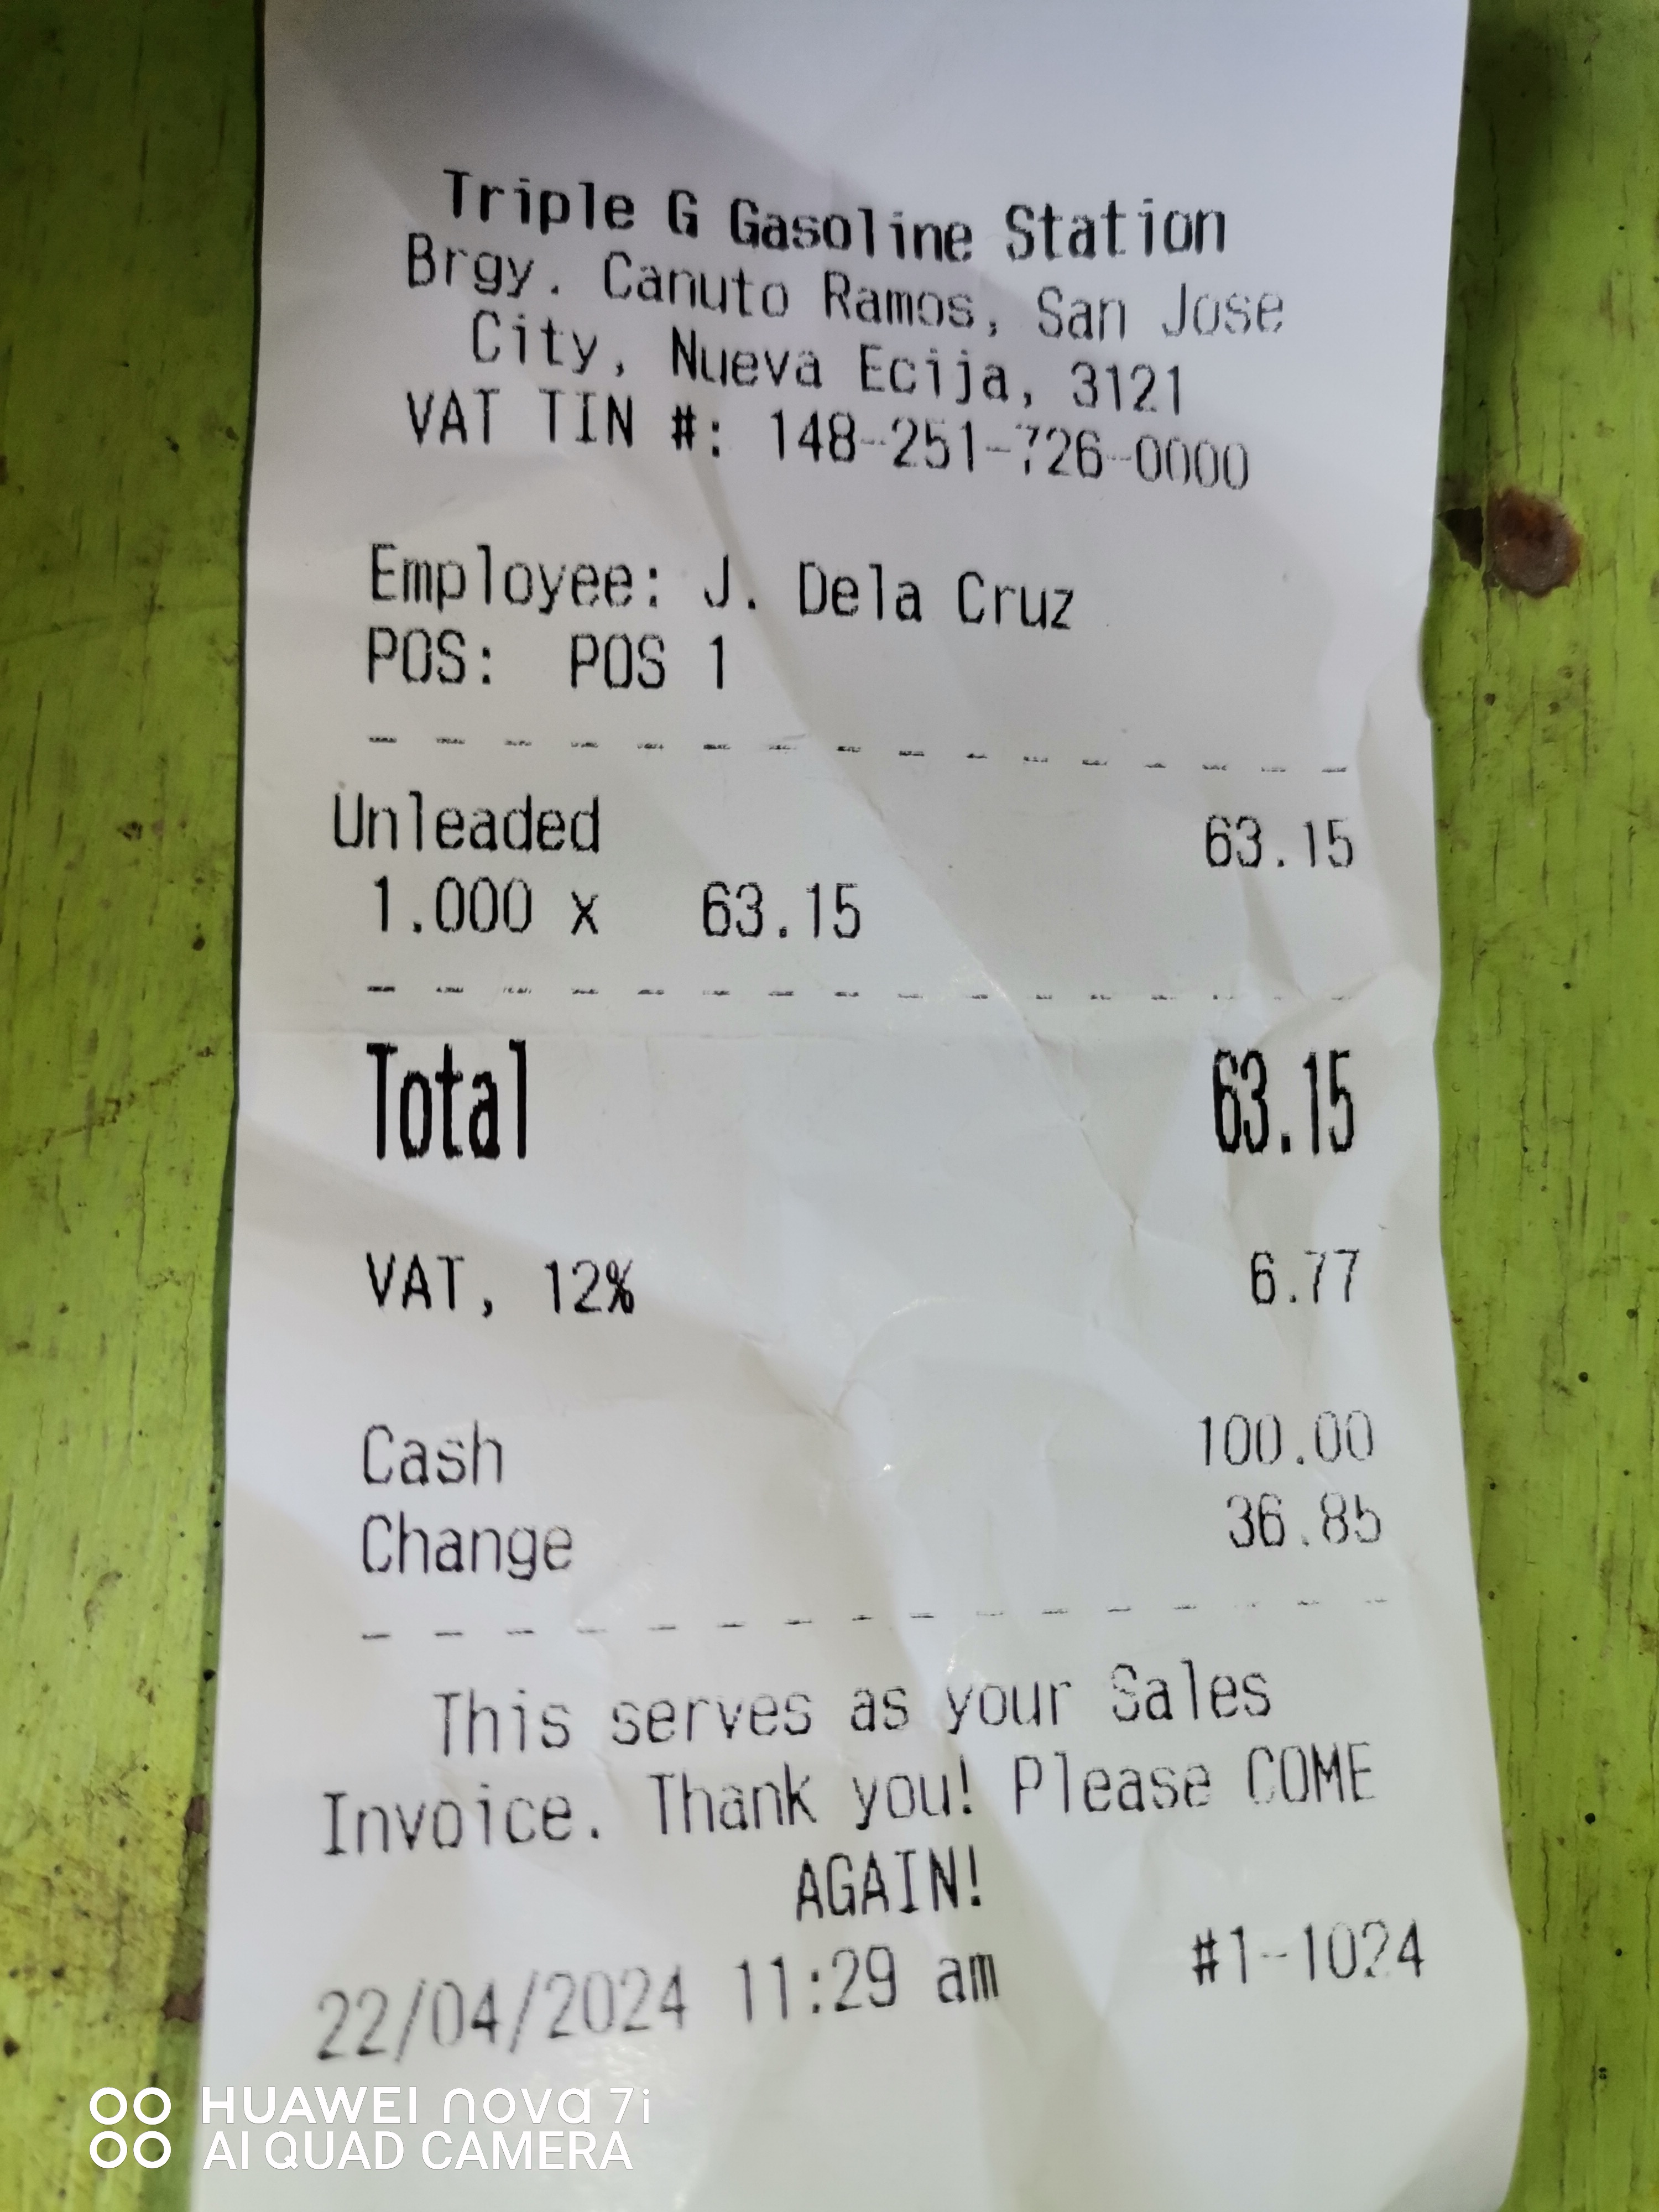 Triple G Gasoline Station
Brgy. Canuto Ramos, San Jose
City, Nueva Ecija, 3121
VAT TIN #: 148-251-726-0000
Employee: J. Dela Cruz
POS: POS 1
Unleaded 63.15
1.000 x 63.15
Total 63.15
VAT, 12% 6.77
Cash 100.00
Change 36.85
This serves as your Sales
Invoice. Thank you! Please COME
AGAIN!
22/04/2024 11:29 am #1-1024
HUAWEI nova 7i
AI QUAD CAMERA